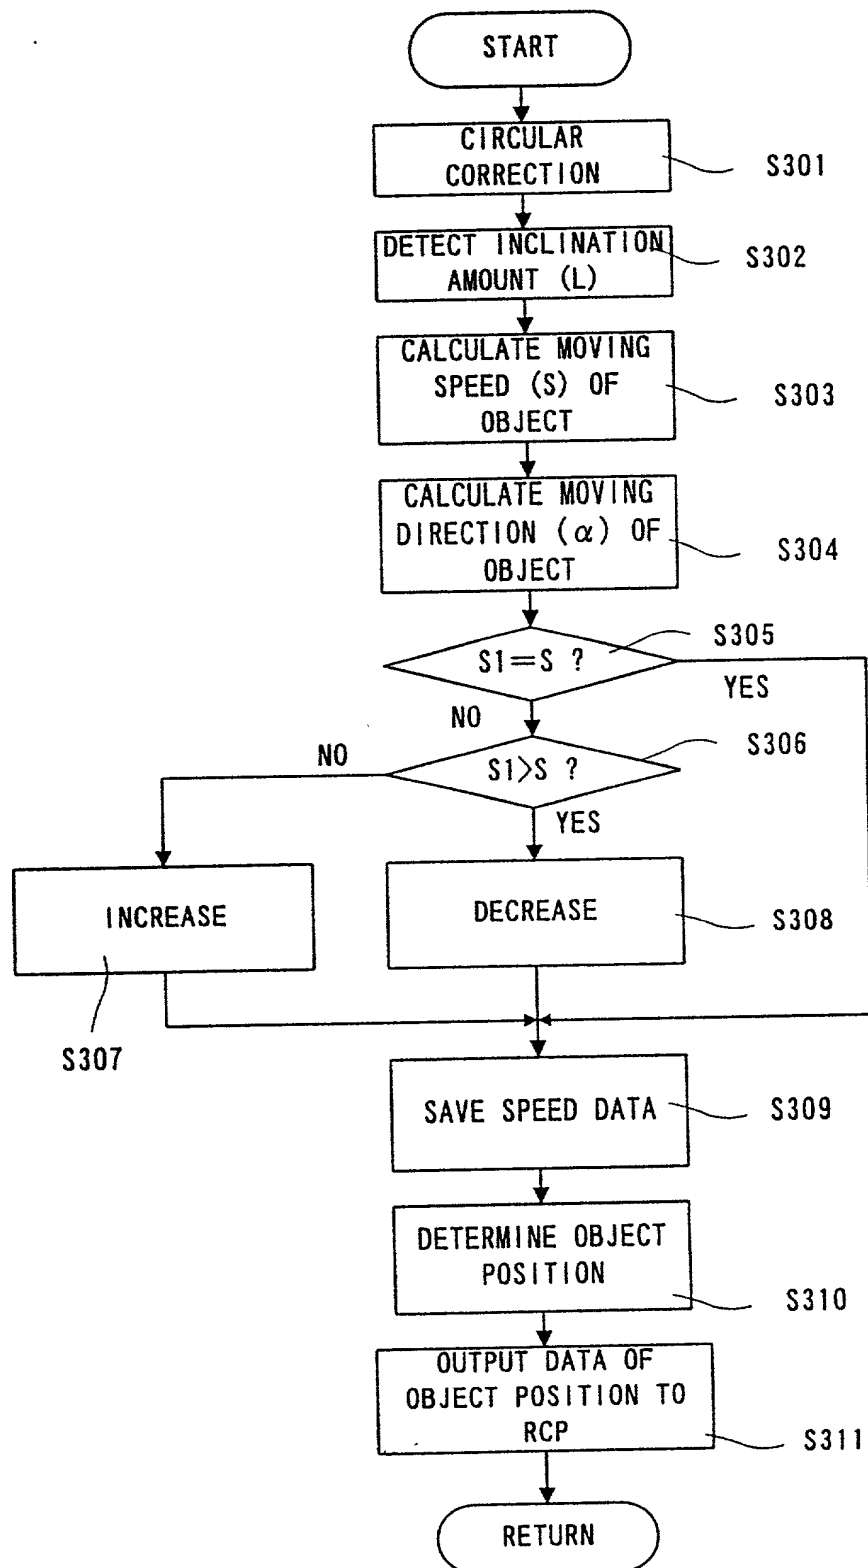 START
CIRCULAR
CORRECTION
S301
DETECT INCLINATION
AMOUNT (L)
S302
CALCULATE MOVING
SPEED (S) OF
OBJECT
S303
CALCULATE MOVING
DIRECTION (α) OF
OBJECT
S304
S1=S ?
S305
YES
NO
S1>S ?
S306
NO
YES
INCREASE
S307
DECREASE
S308
SAVE SPEED DATA
S309
DETERMINE OBJECT
POSITION
S310
OUTPUT DATA OF
OBJECT POSITION TO
RCP
S311
RETURN